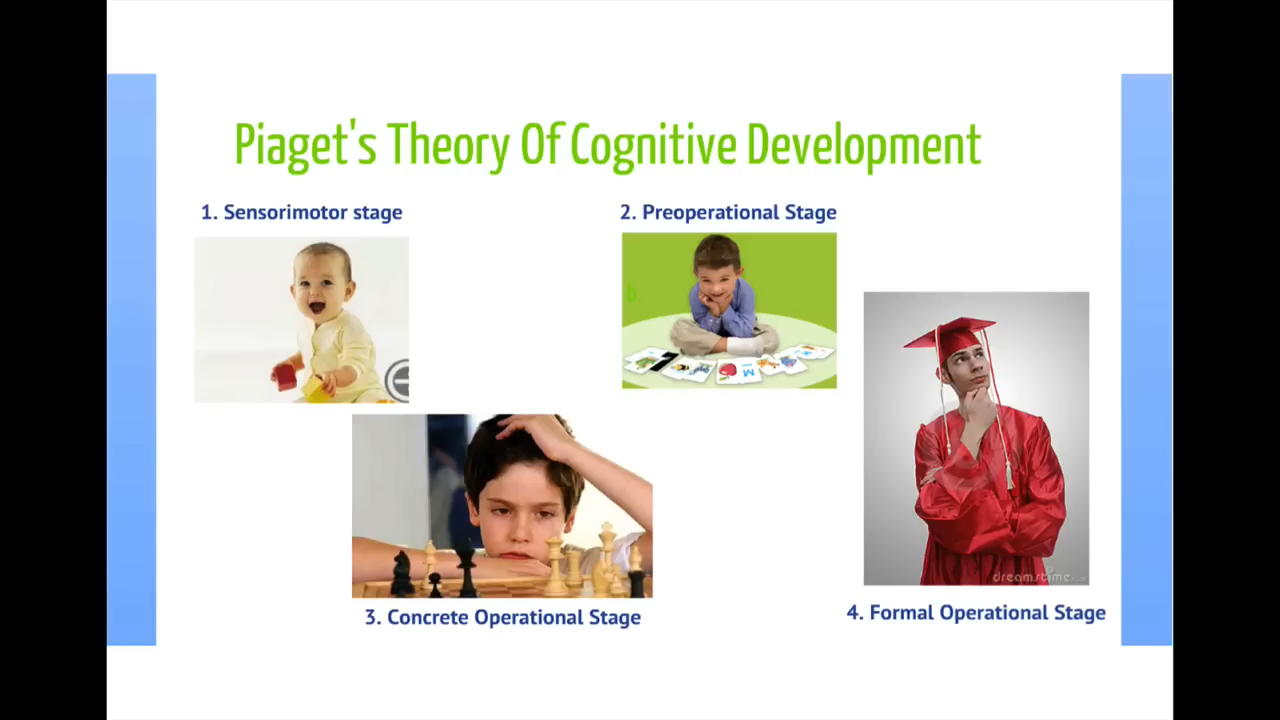 Piaget's Theory Of Cognitive Development
1. Sensorimotor stage
2. Preoperational Stage
M
3. Concrete Operational Stage
4. Formal Operational Stage
dreamstime